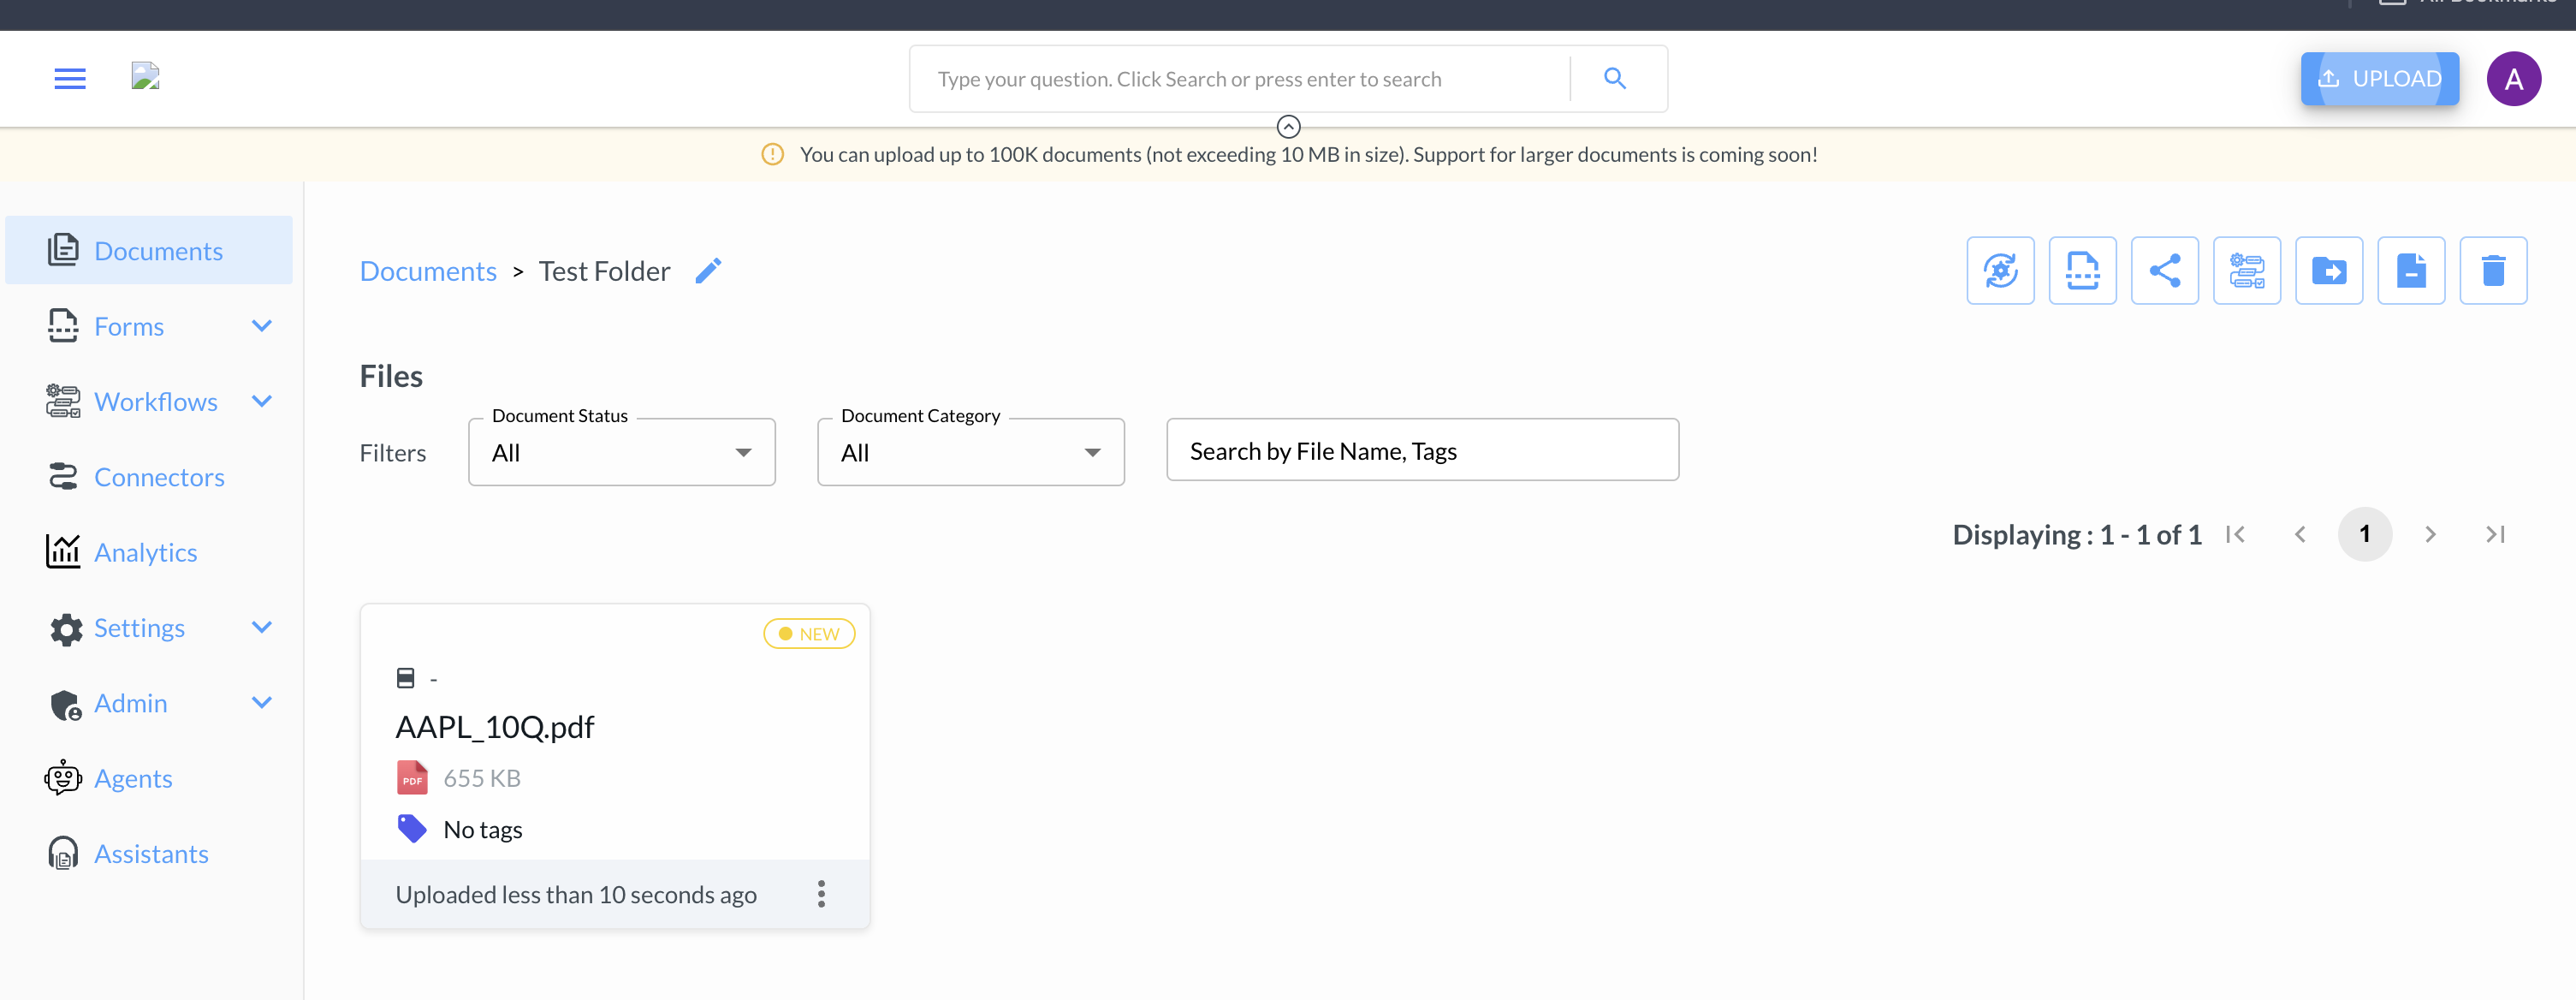 All Bookmarks
Type your question. Click Search or press enter to search
UPLOAD
A
You can upload up to 100K documents (not exceeding 10 MB in size). Support for larger documents is coming soon!
Documents
Forms
Workflows
Connectors
Analytics
Settings
Admin
Agents
Assistants
Documents > Test Folder
Files
Filters
Document Status
All
Document Category
All
Search by File Name, Tags
Displaying : 1 - 1 of 1
1
NEW
-
AAPL_10Q.pdf
PDF
655 KB
No tags
Uploaded less than 10 seconds ago